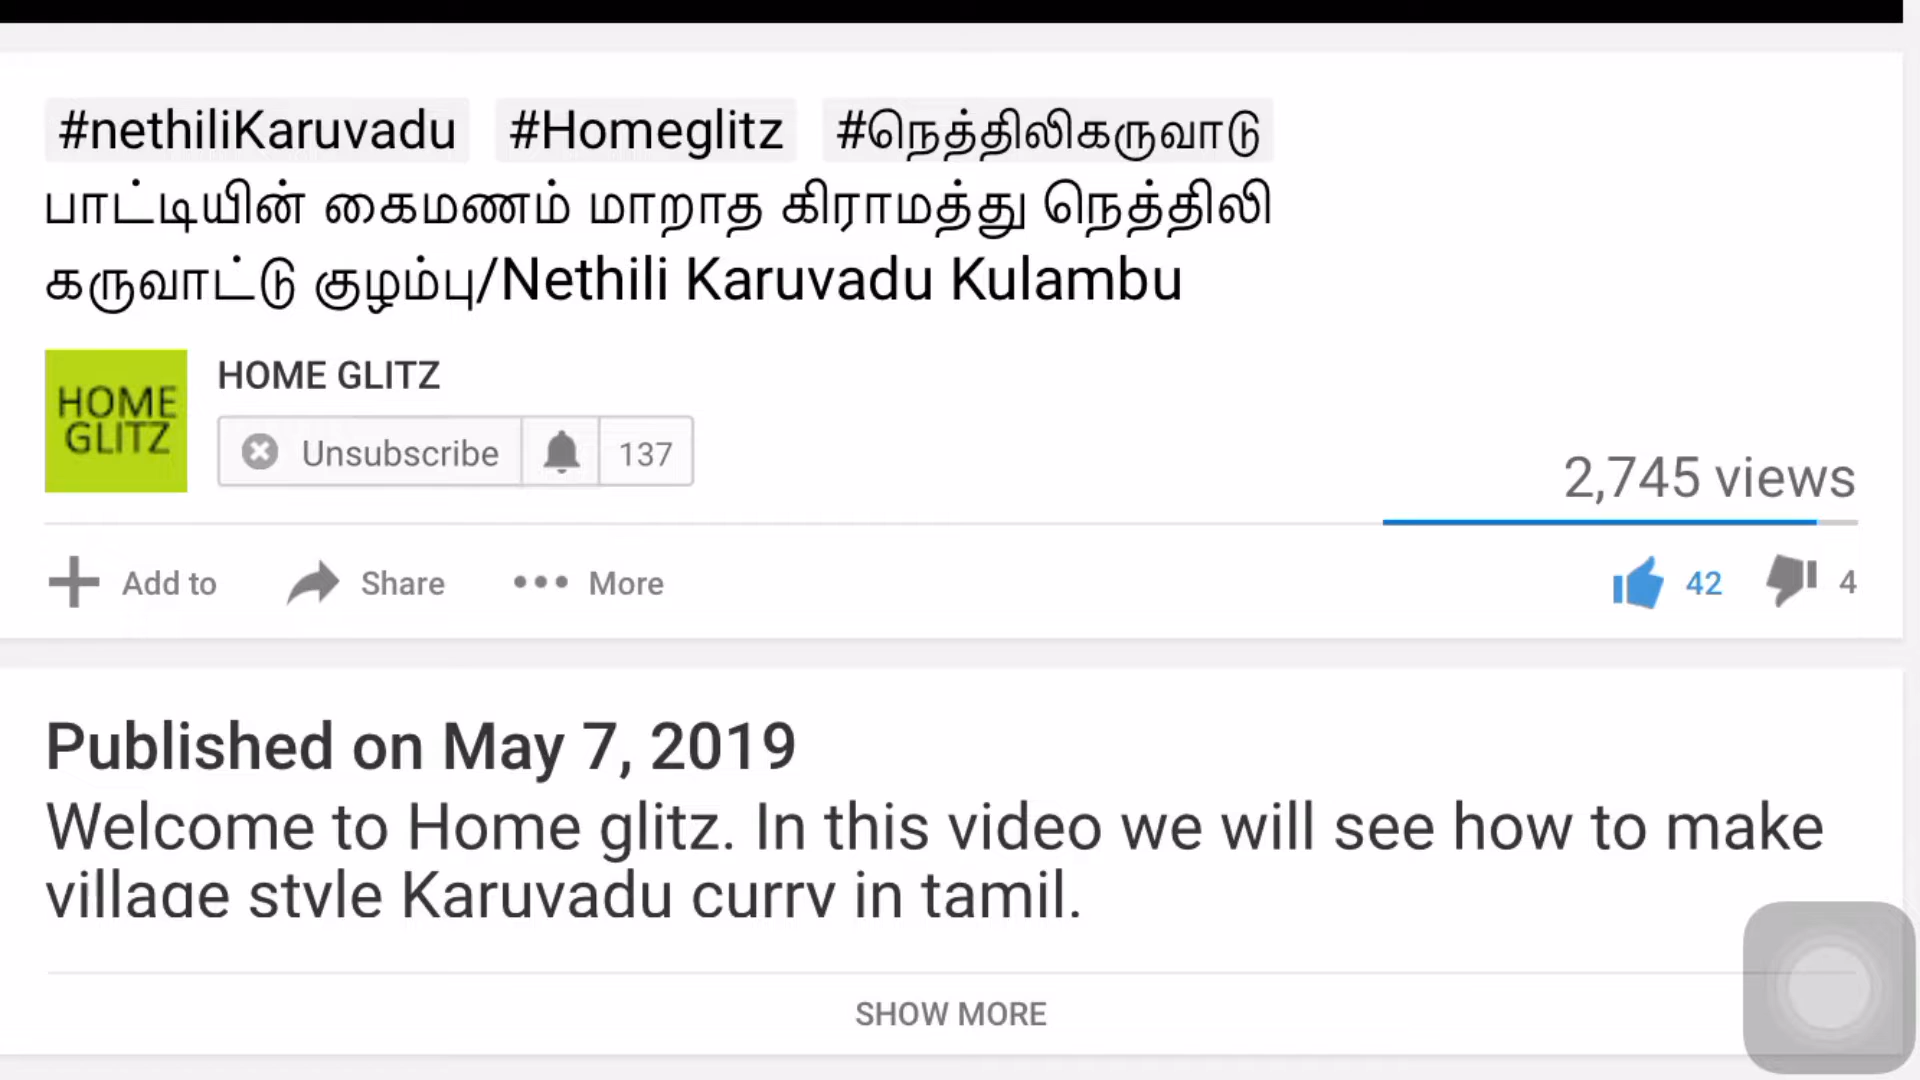 #nethiliKaruvadu #Homeglitz #நெத்திலிகருவாடு
பாட்டியின் கைமணம் மாறாத கிராமத்து நெத்திலி
கருவாட்டு குழம்பு/Nethili Karuvadu Kulambu
HOME
GLITZ
HOME GLITZ
Unsubscribe 137
2,745 views
Add to Share More 42 4
Published on May 7, 2019
Welcome to Home glitz. In this video we will see how to make
village style Karuvadu curry in tamil.
SHOW MORE